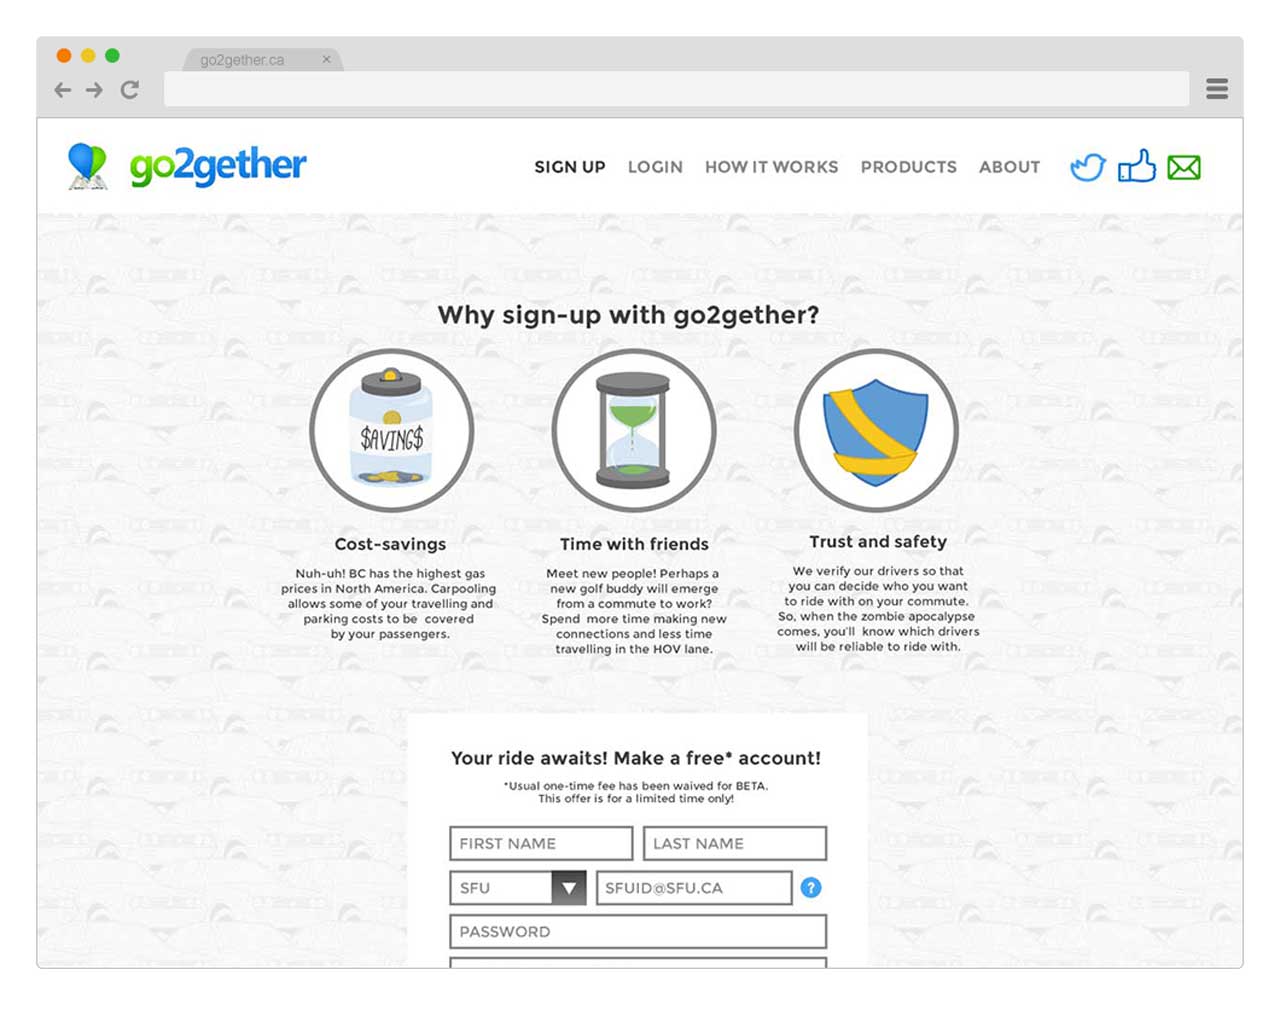 go2gether.ca ×
go2gether
SIGN UP LOGIN HOW IT WORKS PRODUCTS ABOUT
Why sign-up with go2gether?
$AVING$
Cost-savings
Nuh-uh! BC has the highest gas
prices in North America. Carpooling
allows some of your travelling and
parking costs to be covered
by your passengers.
Time with friends
Meet new people! Perhaps a
new golf buddy will emerge
from a commute to work?
Spend more time making new
connections and less time
travelling in the HOV lane.
Trust and safety
We verify our drivers so that
you can decide who you want
to ride with on your commute.
So, when the zombie apocalypse
comes, you'll know which drivers
will be reliable to ride with.
Your ride awaits! Make a free* account!
*Usual one-time fee has been waived for BETA.
This offer is for a limited time only!
FIRST NAME LAST NAME
SFU SFUID@SFU.CA ?
PASSWORD